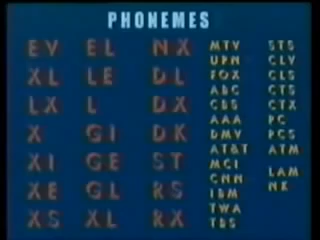 PHONEMES
EV EL NX
XL LE DL
LX L DX
X GI DK
XI GE ST
XE GL RS
XS XL RX
MTV
UPN
FOX
ABC
CBS
AAA
DMV
AT&T
MCI
CNN
IBM
TWA
TBS
STS
CLV
CLS
CTS
CTX
PC
PCS
ATM
LAM
NK